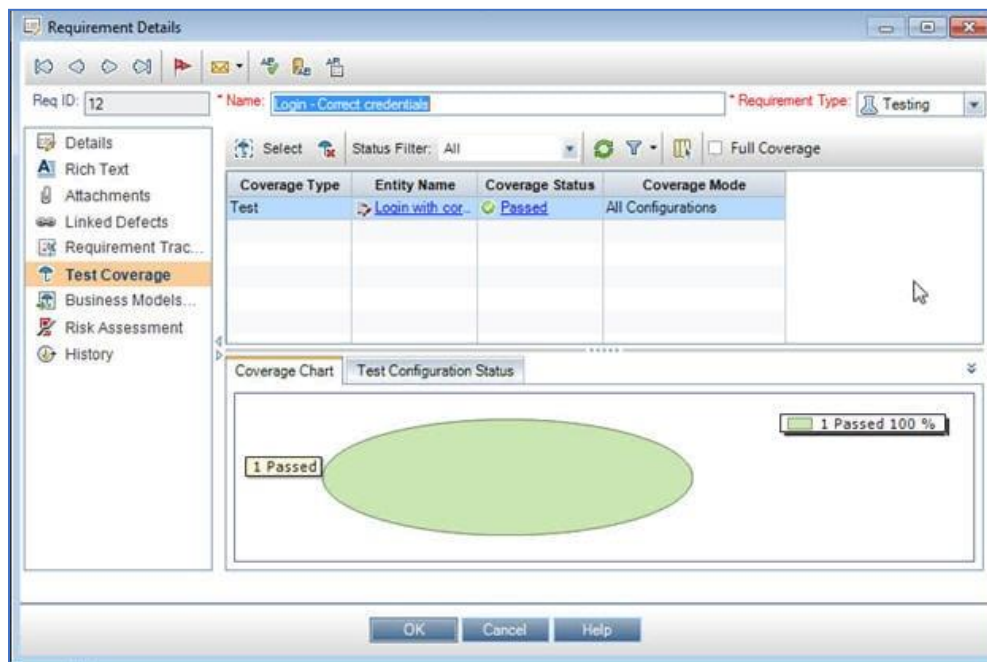 Requirement Details
Req ID: 12 * Name: Login - Correct credentials * Requirement Type: Testing
Details
Rich Text
Attachments
Linked Defects
Requirement Trac...
Test Coverage
Business Models...
Risk Assessment
History
Select Status Filter: All Full Coverage
Coverage Type Entity Name Coverage Status Coverage Mode
Test Login with cor... Passed All Configurations
Coverage Chart Test Configuration Status
1 Passed 100 %
1 Passed
OK Cancel Help